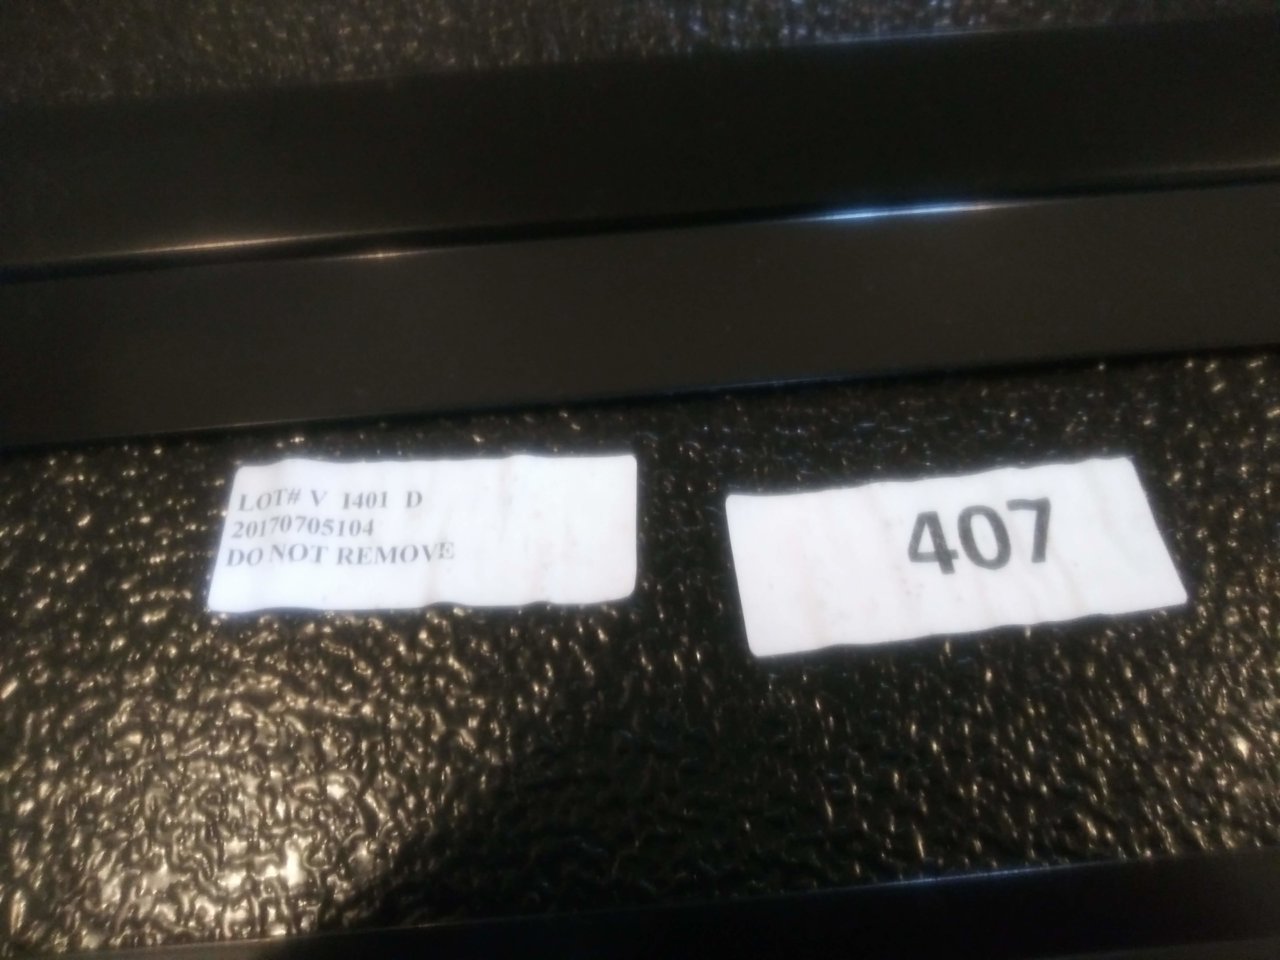 LOT# V 1401 D
20170705104
DO NOT REMOVE
407